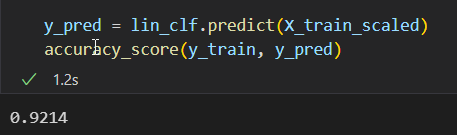 y_pred = lin_clf.predict(X_train_scaled)
accuracy_score(y_train, y_pred)
1.2s
0.9214